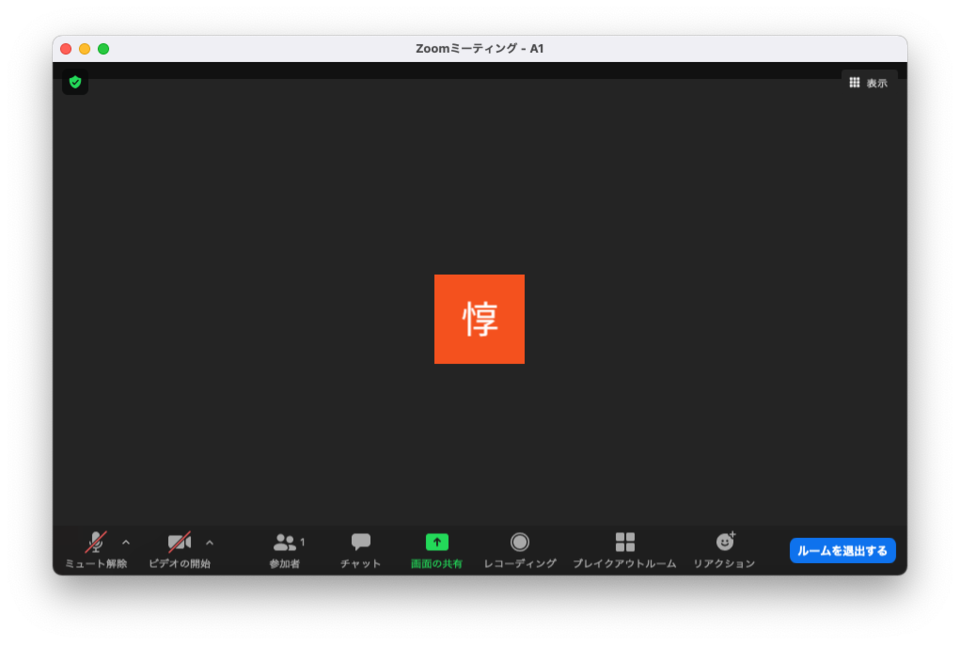 Zoomミーティング - A1
表示
惇
1
ミュート解除 ビデオの開始 参加者 チャット 画面の共有 レコーディング ブレイクアウトルーム リアクション ルームを退出する